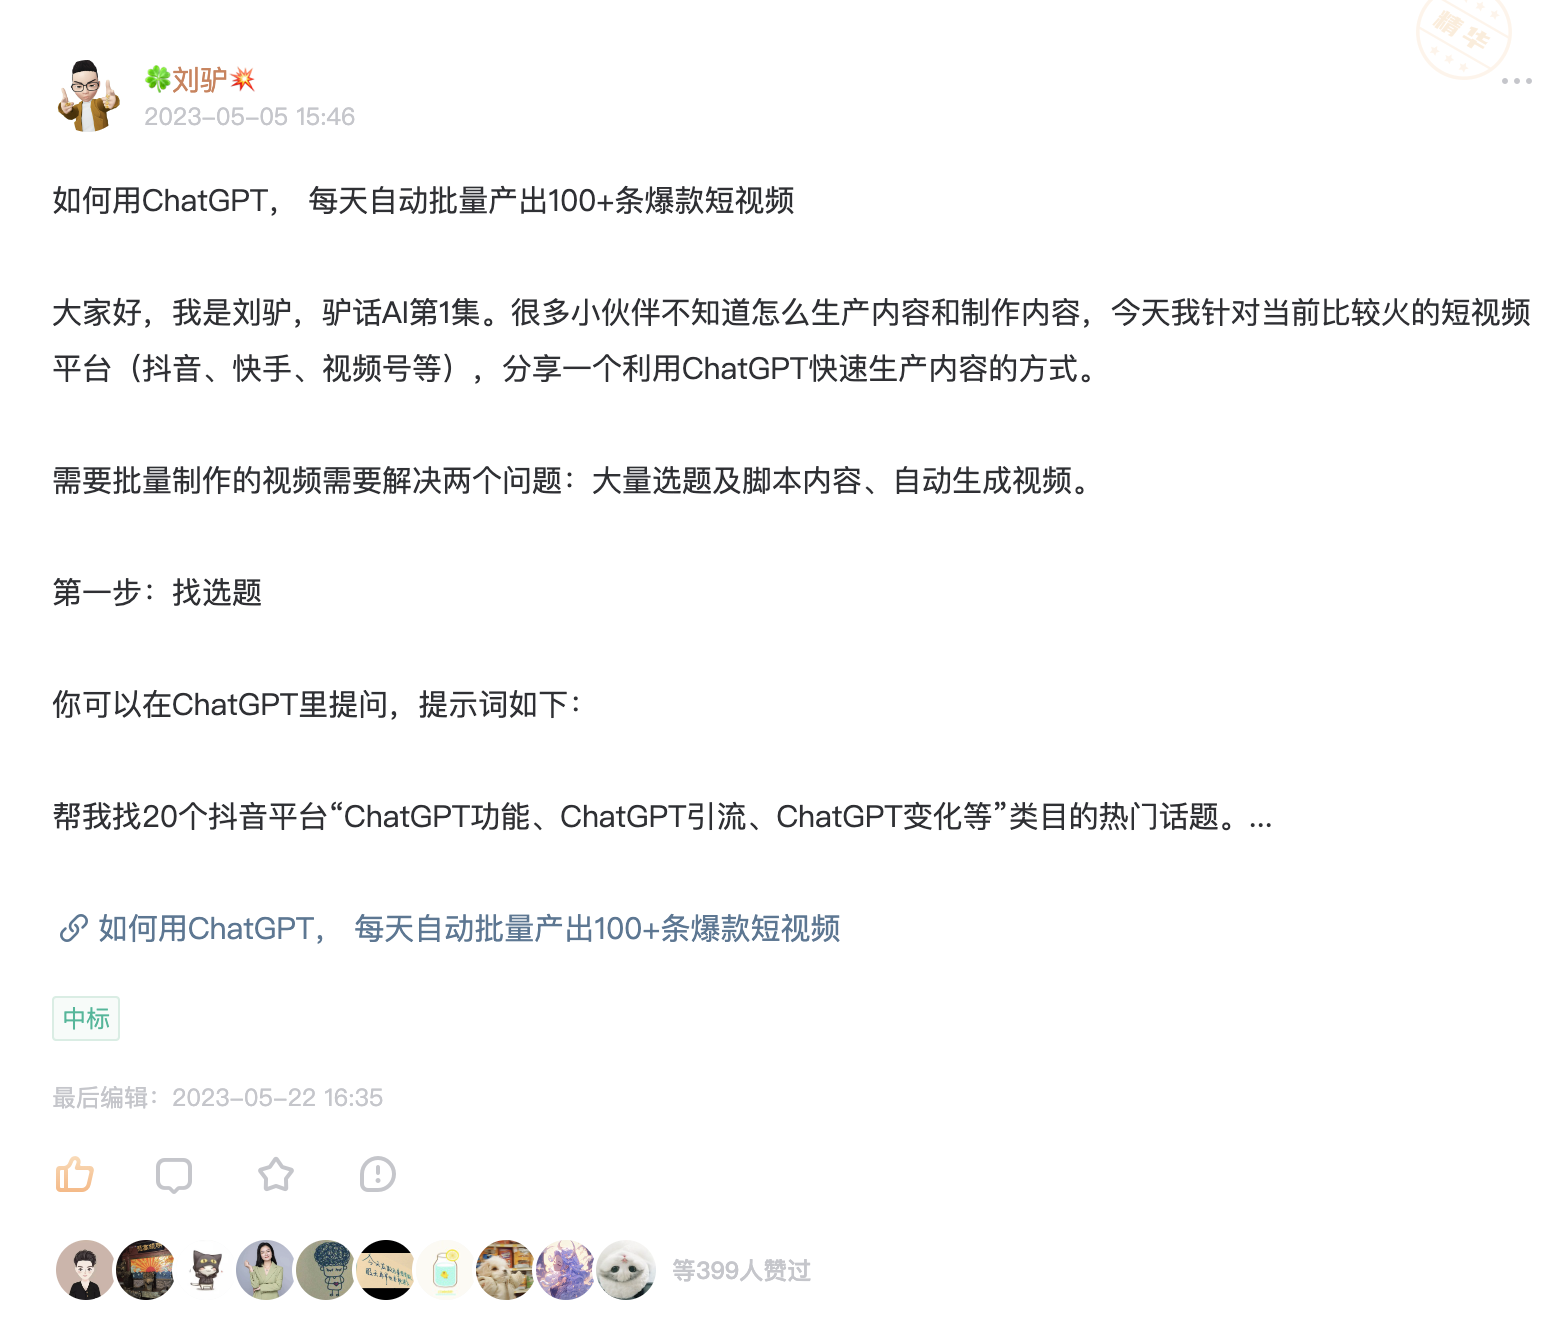 精华
🍀刘驴💥
2023-05-05 15:46
如何用ChatGPT， 每天自动批量产出100+条爆款短视频
大家好，我是刘驴，驴话AI第1集。很多小伙伴不知道怎么生产内容和制作内容，今天我针对当前比较火的短视频
平台（抖音、快手、视频号等），分享一个利用ChatGPT快速生产内容的方式。
需要批量制作的视频需要解决两个问题：大量选题及脚本内容、自动生成视频。
第一步：找选题
你可以在ChatGPT里提问，提示词如下：
帮我找20个抖音平台“ChatGPT功能、ChatGPT引流、ChatGPT变化等”类目的热门话题。...
如何用ChatGPT， 每天自动批量产出100+条爆款短视频
中标
最后编辑：2023-05-22 16:35
等399人赞过